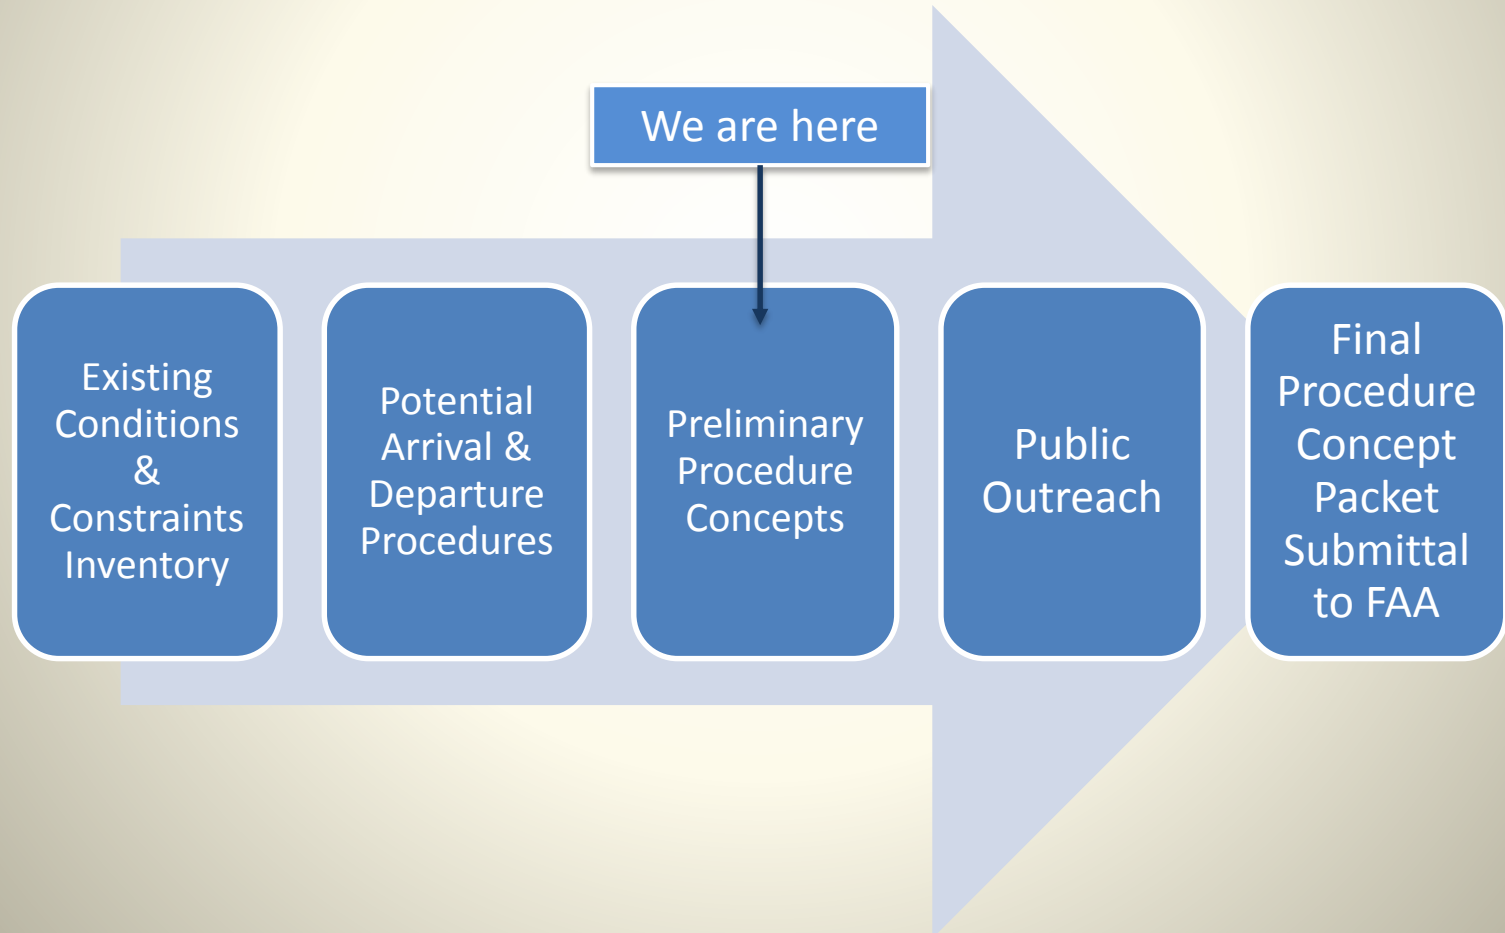 We are here
Existing
Conditions
&
Constraints
Inventory
Potential
Arrival &
Departure
Procedures
Preliminary
Procedure
Concepts
Public
Outreach
Final
Procedure
Concept
Packet
Submittal
to FAA